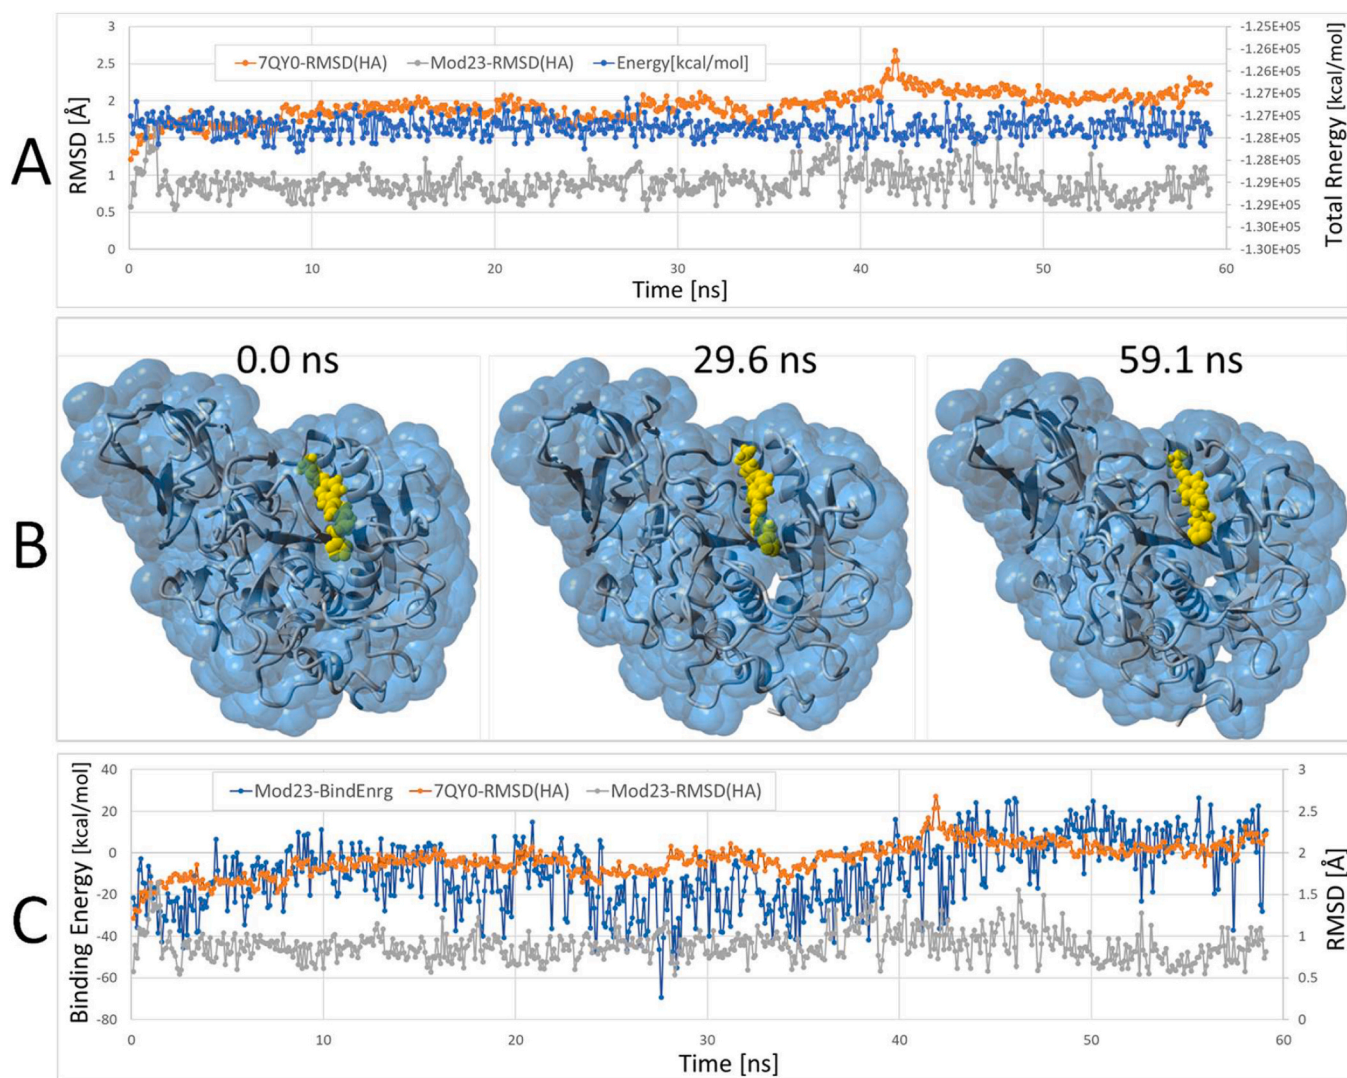 A
3
2.5
2
1.5
1
0.5
0
RMSD [Å]
7QY0-RMSD(HA) Mod23-RMSD(HA) Energy[kcal/mol]
-1.25E+05
-1.26E+05
-1.26E+05
-1.27E+05
-1.27E+05
-1.28E+05
-1.28E+05
-1.29E+05
-1.29E+05
-1.30E+05
-1.30E+05
Total Rnergy [kcal/mol]
0 10 20 30 40 50 60
Time [ns]
B
0.0 ns 29.6 ns 59.1 ns
C
40
20
0
-20
-40
-60
-80
Binding Energy [kcal/mol]
Mod23-BindEnrg 7QY0-RMSD(HA) Mod23-RMSD(HA)
3
2.5
2
1.5
1
0.5
0
RMSD [Å]
0 10 20 30 40 50 60
Time [ns]